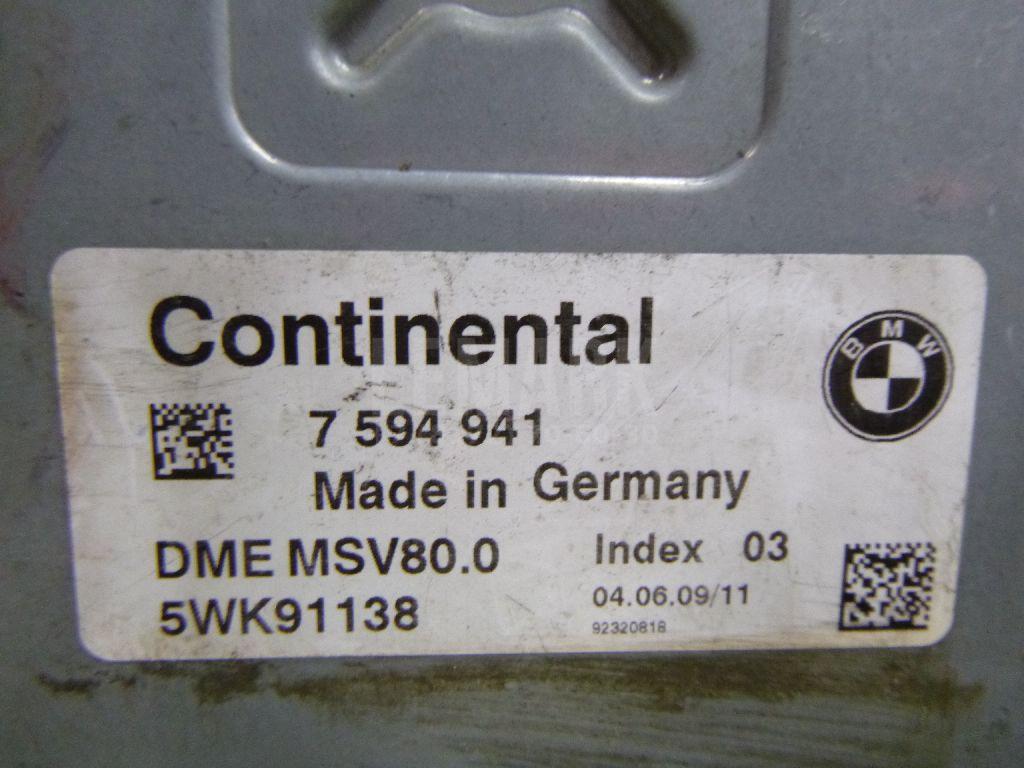 Continental
BMW
7 594 941
Made in Germany
DME MSV80.0
Index 03
5WK91138
04.06.09/11
92320818